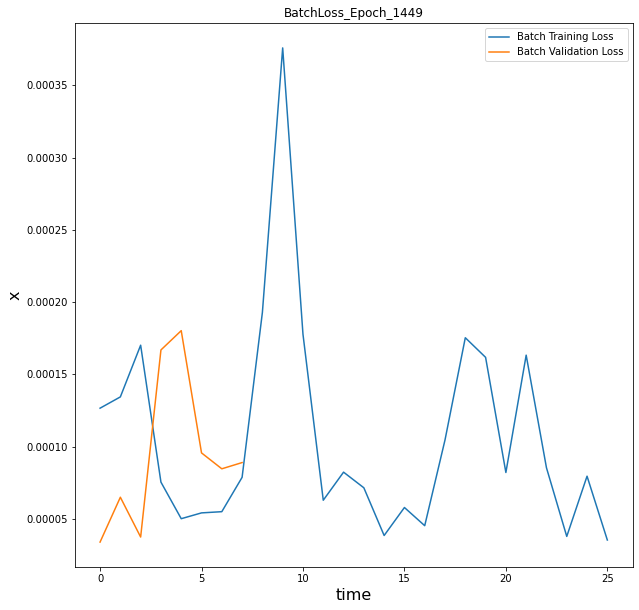 BatchLoss_Epoch_1449
Batch Training Loss
Batch Validation Loss
0.00035
0.00030
0.00025
0.00020
0.00015
0.00010
0.00005
x
0 5 10 15 20 25
time